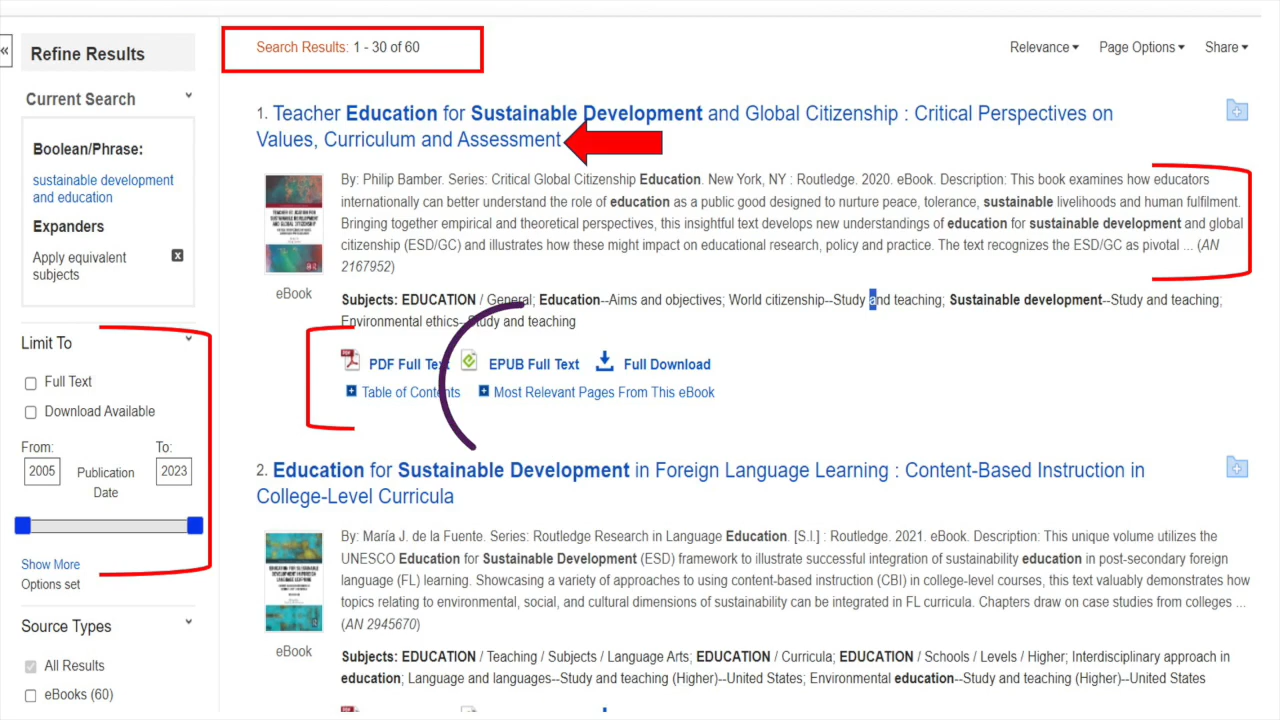 «
Refine Results
Current Search
Boolean/Phrase:
sustainable development
and education
Expanders
Apply equivalent
subjects
x
Limit To
Full Text
Download Available
From:
To:
2005
Publication
Date
2023
Show More
Options set
Source Types
All Results
eBooks (60)
Search Results: 1 - 30 of 60
Relevance
Page Options
Share
1. Teacher Education for Sustainable Development and Global Citizenship : Critical Perspectives on
Values, Curriculum and Assessment
By: Philip Bamber. Series: Critical Global Citizenship Education. New York, NY : Routledge. 2020. eBook. Description: This book examines how educators
internationally can better understand the role of education as a public good designed to nurture peace, tolerance, sustainable livelihoods and human fulfilment.
Bringing together empirical and theoretical perspectives, this insightful text develops new understandings of education for sustainable development and global
citizenship (ESD/GC) and illustrates how these might impact on educational research, policy and practice. The text recognizes the ESD/GC as pivotal ... (AN
2167952)
eBook
Subjects: EDUCATION / General; Education--Aims and objectives; World citizenship--Study and teaching; Sustainable development--Study and teaching;
Environmental ethics--Study and teaching
PDF Full Text
EPUB Full Text
Full Download
Table of Contents
Most Relevant Pages From This eBook
2. Education for Sustainable Development in Foreign Language Learning : Content-Based Instruction in
College-Level Curricula
By: María J. de la Fuente. Series: Routledge Research in Language Education. [S.l.] : Routledge. 2021. eBook. Description: This unique volume utilizes the
UNESCO Education for Sustainable Development (ESD) framework to illustrate successful integration of sustainability education in post-secondary foreign
language (FL) learning. Showcasing a variety of approaches to using content-based instruction (CBI) in college-level courses, this text valuably demonstrates how
topics relating to environmental, social, and cultural dimensions of sustainability can be integrated in FL curricula. Chapters draw on case studies from colleges ...
(AN 2945670)
eBook
Subjects: EDUCATION / Teaching / Subjects / Language Arts; EDUCATION / Curricula; EDUCATION / Schools / Levels / Higher; Interdisciplinary approach in
education; Language and languages--Study and teaching (Higher)--United States; Environmental education--Study and teaching (Higher)--United States